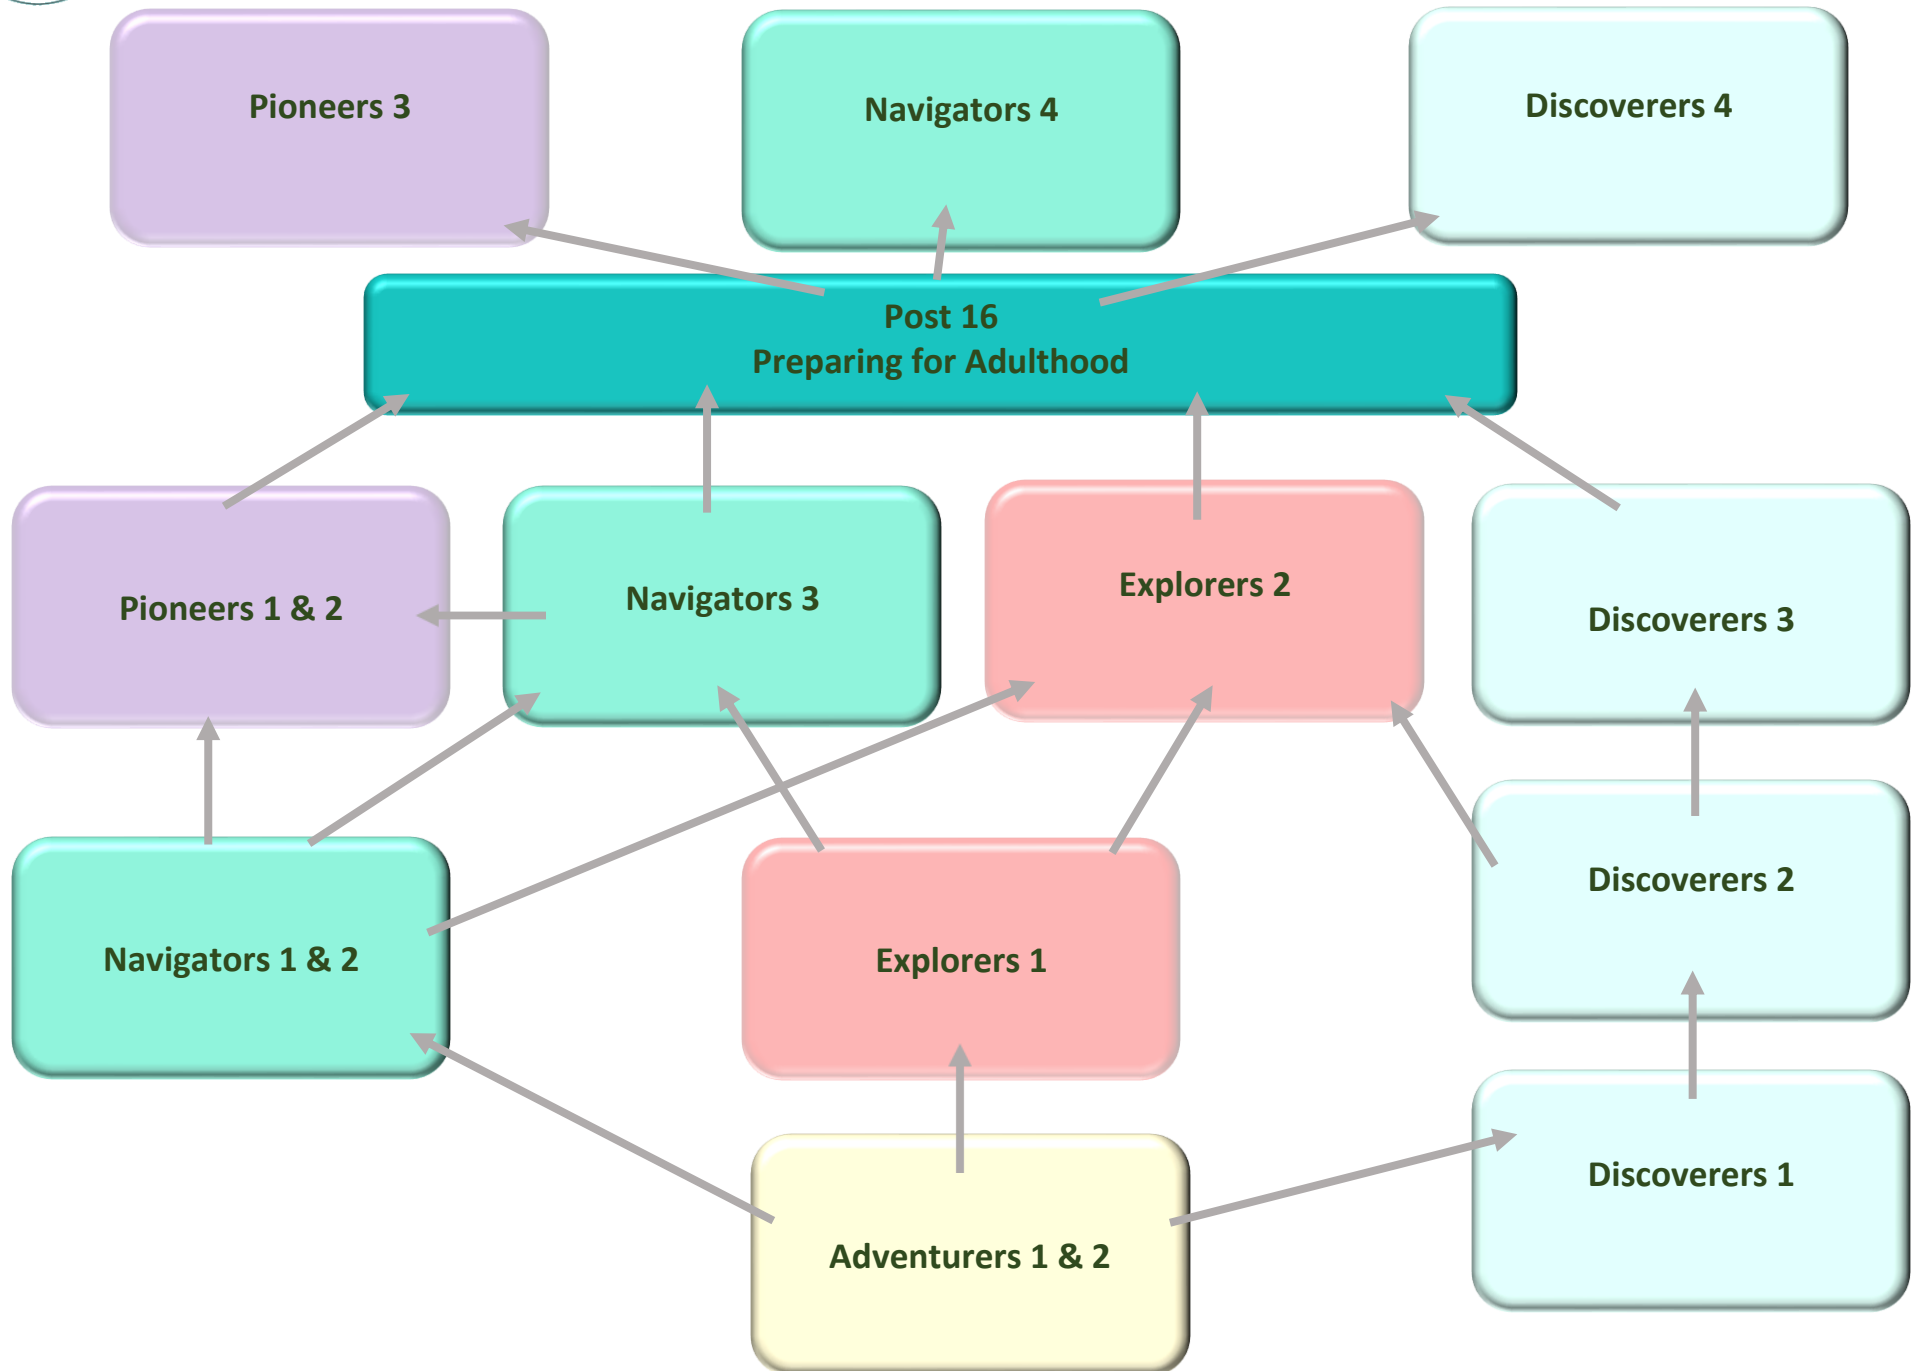 Pioneers 3
Navigators 4
Discoverers 4
Post 16
Preparing for Adulthood
Pioneers 1 & 2
Navigators 3
Explorers 2
Discoverers 3
Navigators 1 & 2
Explorers 1
Discoverers 2
Adventurers 1 & 2
Discoverers 1